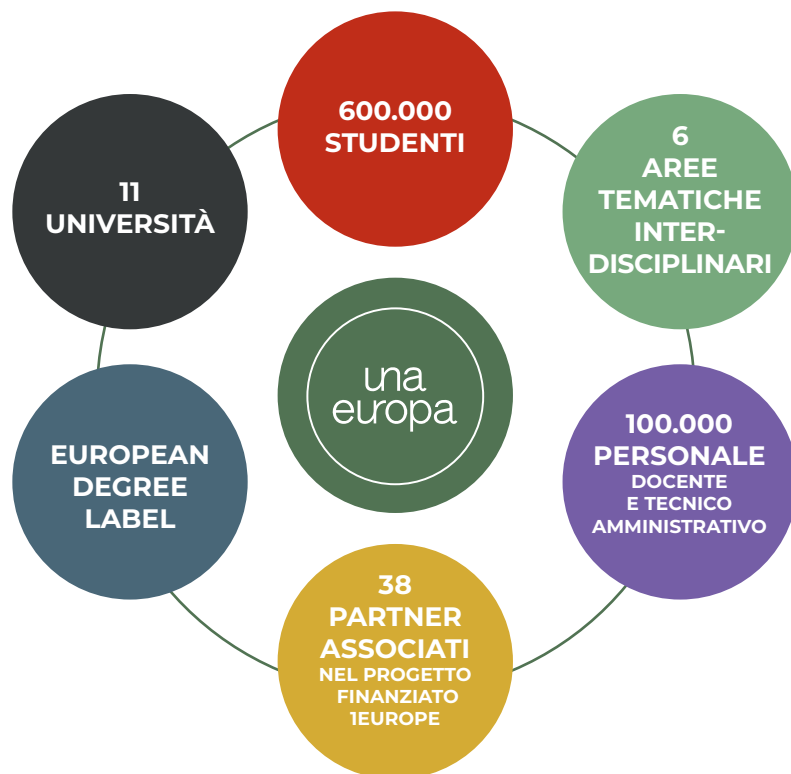 600.000
STUDENTI
11
UNIVERSITÀ
6
AREE
TEMATICHE
INTER-
DISCIPLINARI
una
europa
EUROPEAN
DEGREE
LABEL
100.000
PERSONALE
DOCENTE
E TECNICO
AMMINISTRATIVO
38
PARTNER
ASSOCIATI
NEL PROGETTO
FINANZIATO
1EUROPE